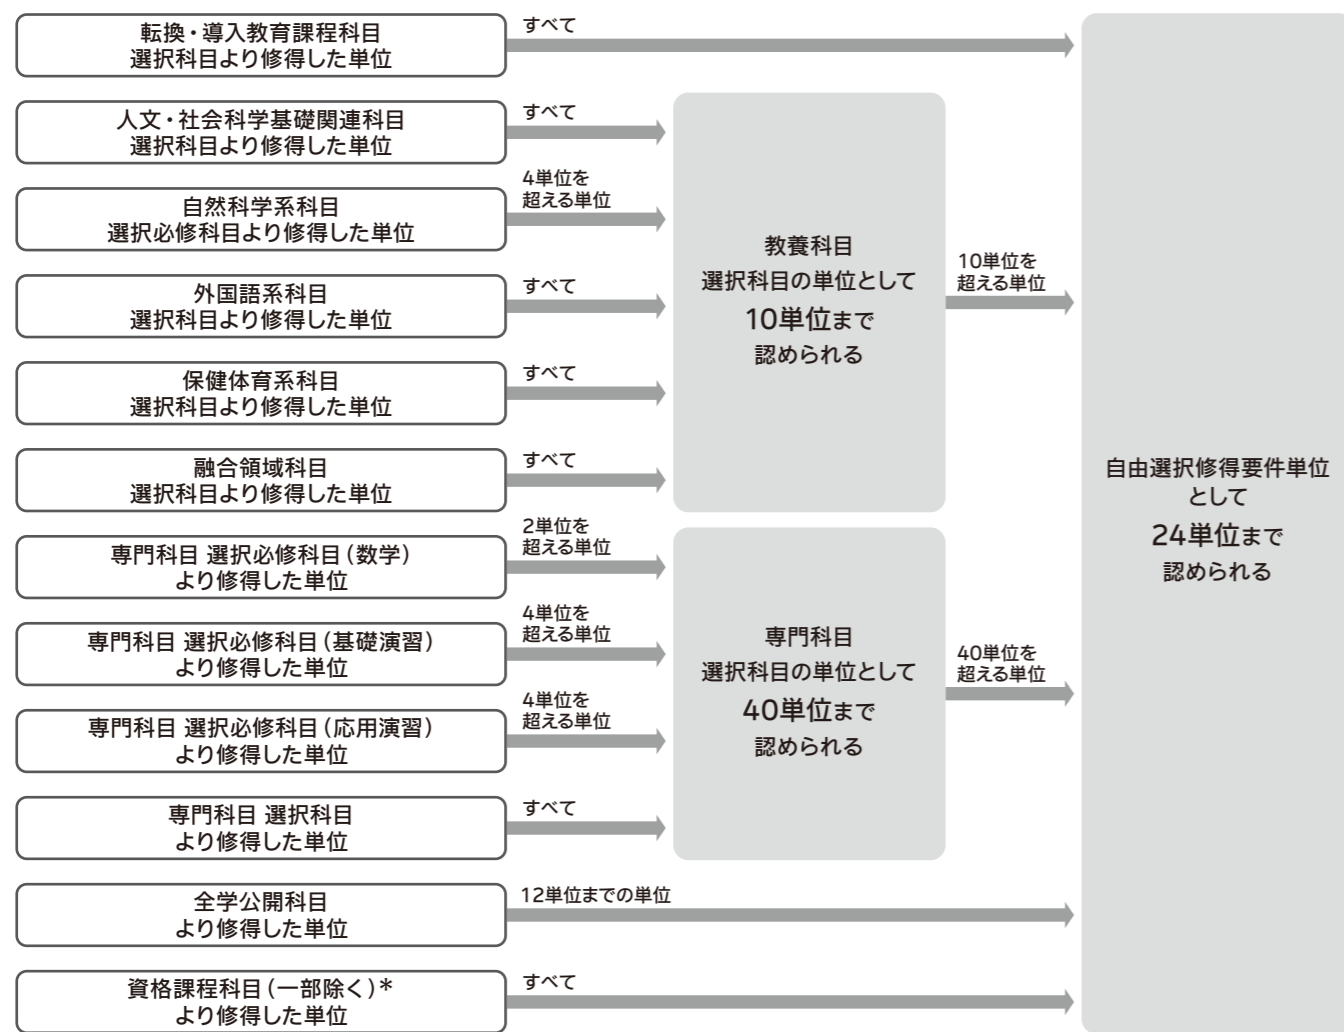 転換・導入教育課程科目
選択科目より修得した単位
すべて
人文・社会科学基礎関連科目
選択科目より修得した単位
すべて
自然科学系科目
選択必修科目より修得した単位
4単位を
超える単位
外国語系科目
選択科目より修得した単位
すべて
保健体育系科目
選択科目より修得した単位
すべて
融合領域科目
選択科目より修得した単位
すべて
教養科目
選択科目の単位として
10単位まで
認められる
10単位を
超える単位
専門科目 選択必修科目(数学)
より修得した単位
2単位を
超える単位
専門科目 選択必修科目(基礎演習)
より修得した単位
4単位を
超える単位
専門科目 選択必修科目(応用演習)
より修得した単位
4単位を
超える単位
専門科目 選択科目
より修得した単位
すべて
専門科目
選択科目の単位として
40単位まで
認められる
40単位を
超える単位
全学公開科目
より修得した単位
12単位までの単位
資格課程科目(一部除く)*
より修得した単位
すべて
自由選択修得要件単位
として
24単位まで
認められる